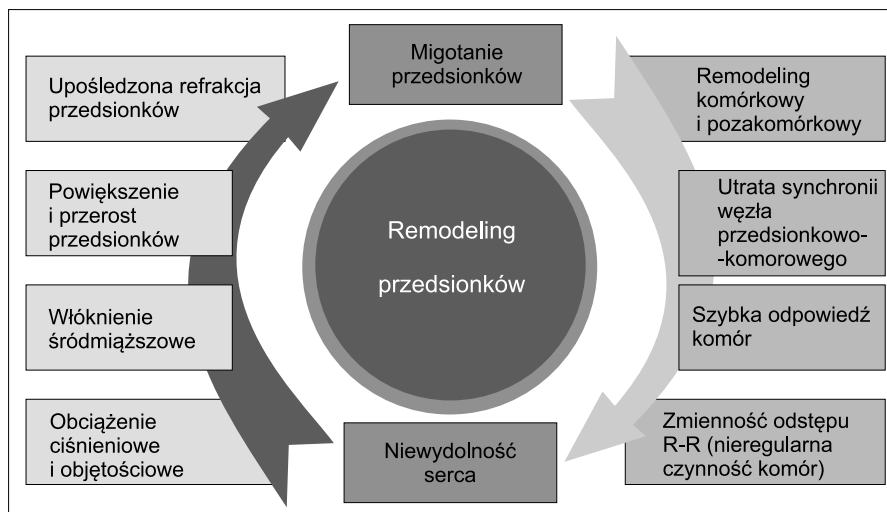 Migotanie
przedsionków
Upośledzona refrakcja
przedsionków
Powiększenie
i przerost
przedsionków
Włóknienie
śródmiąższowe
Obciążenie
ciśnieniowe
i objętościowe
Remodeling
przedsionków
Remodeling
komórkowy
i pozakomórkowy
Utrata synchronii
węzła
przedsionkowo-
-komorowego
Szybka odpowiedź
komór
Zmienność odstępu
R-R (nieregularna
czynność komór)
Niewydolność
serca